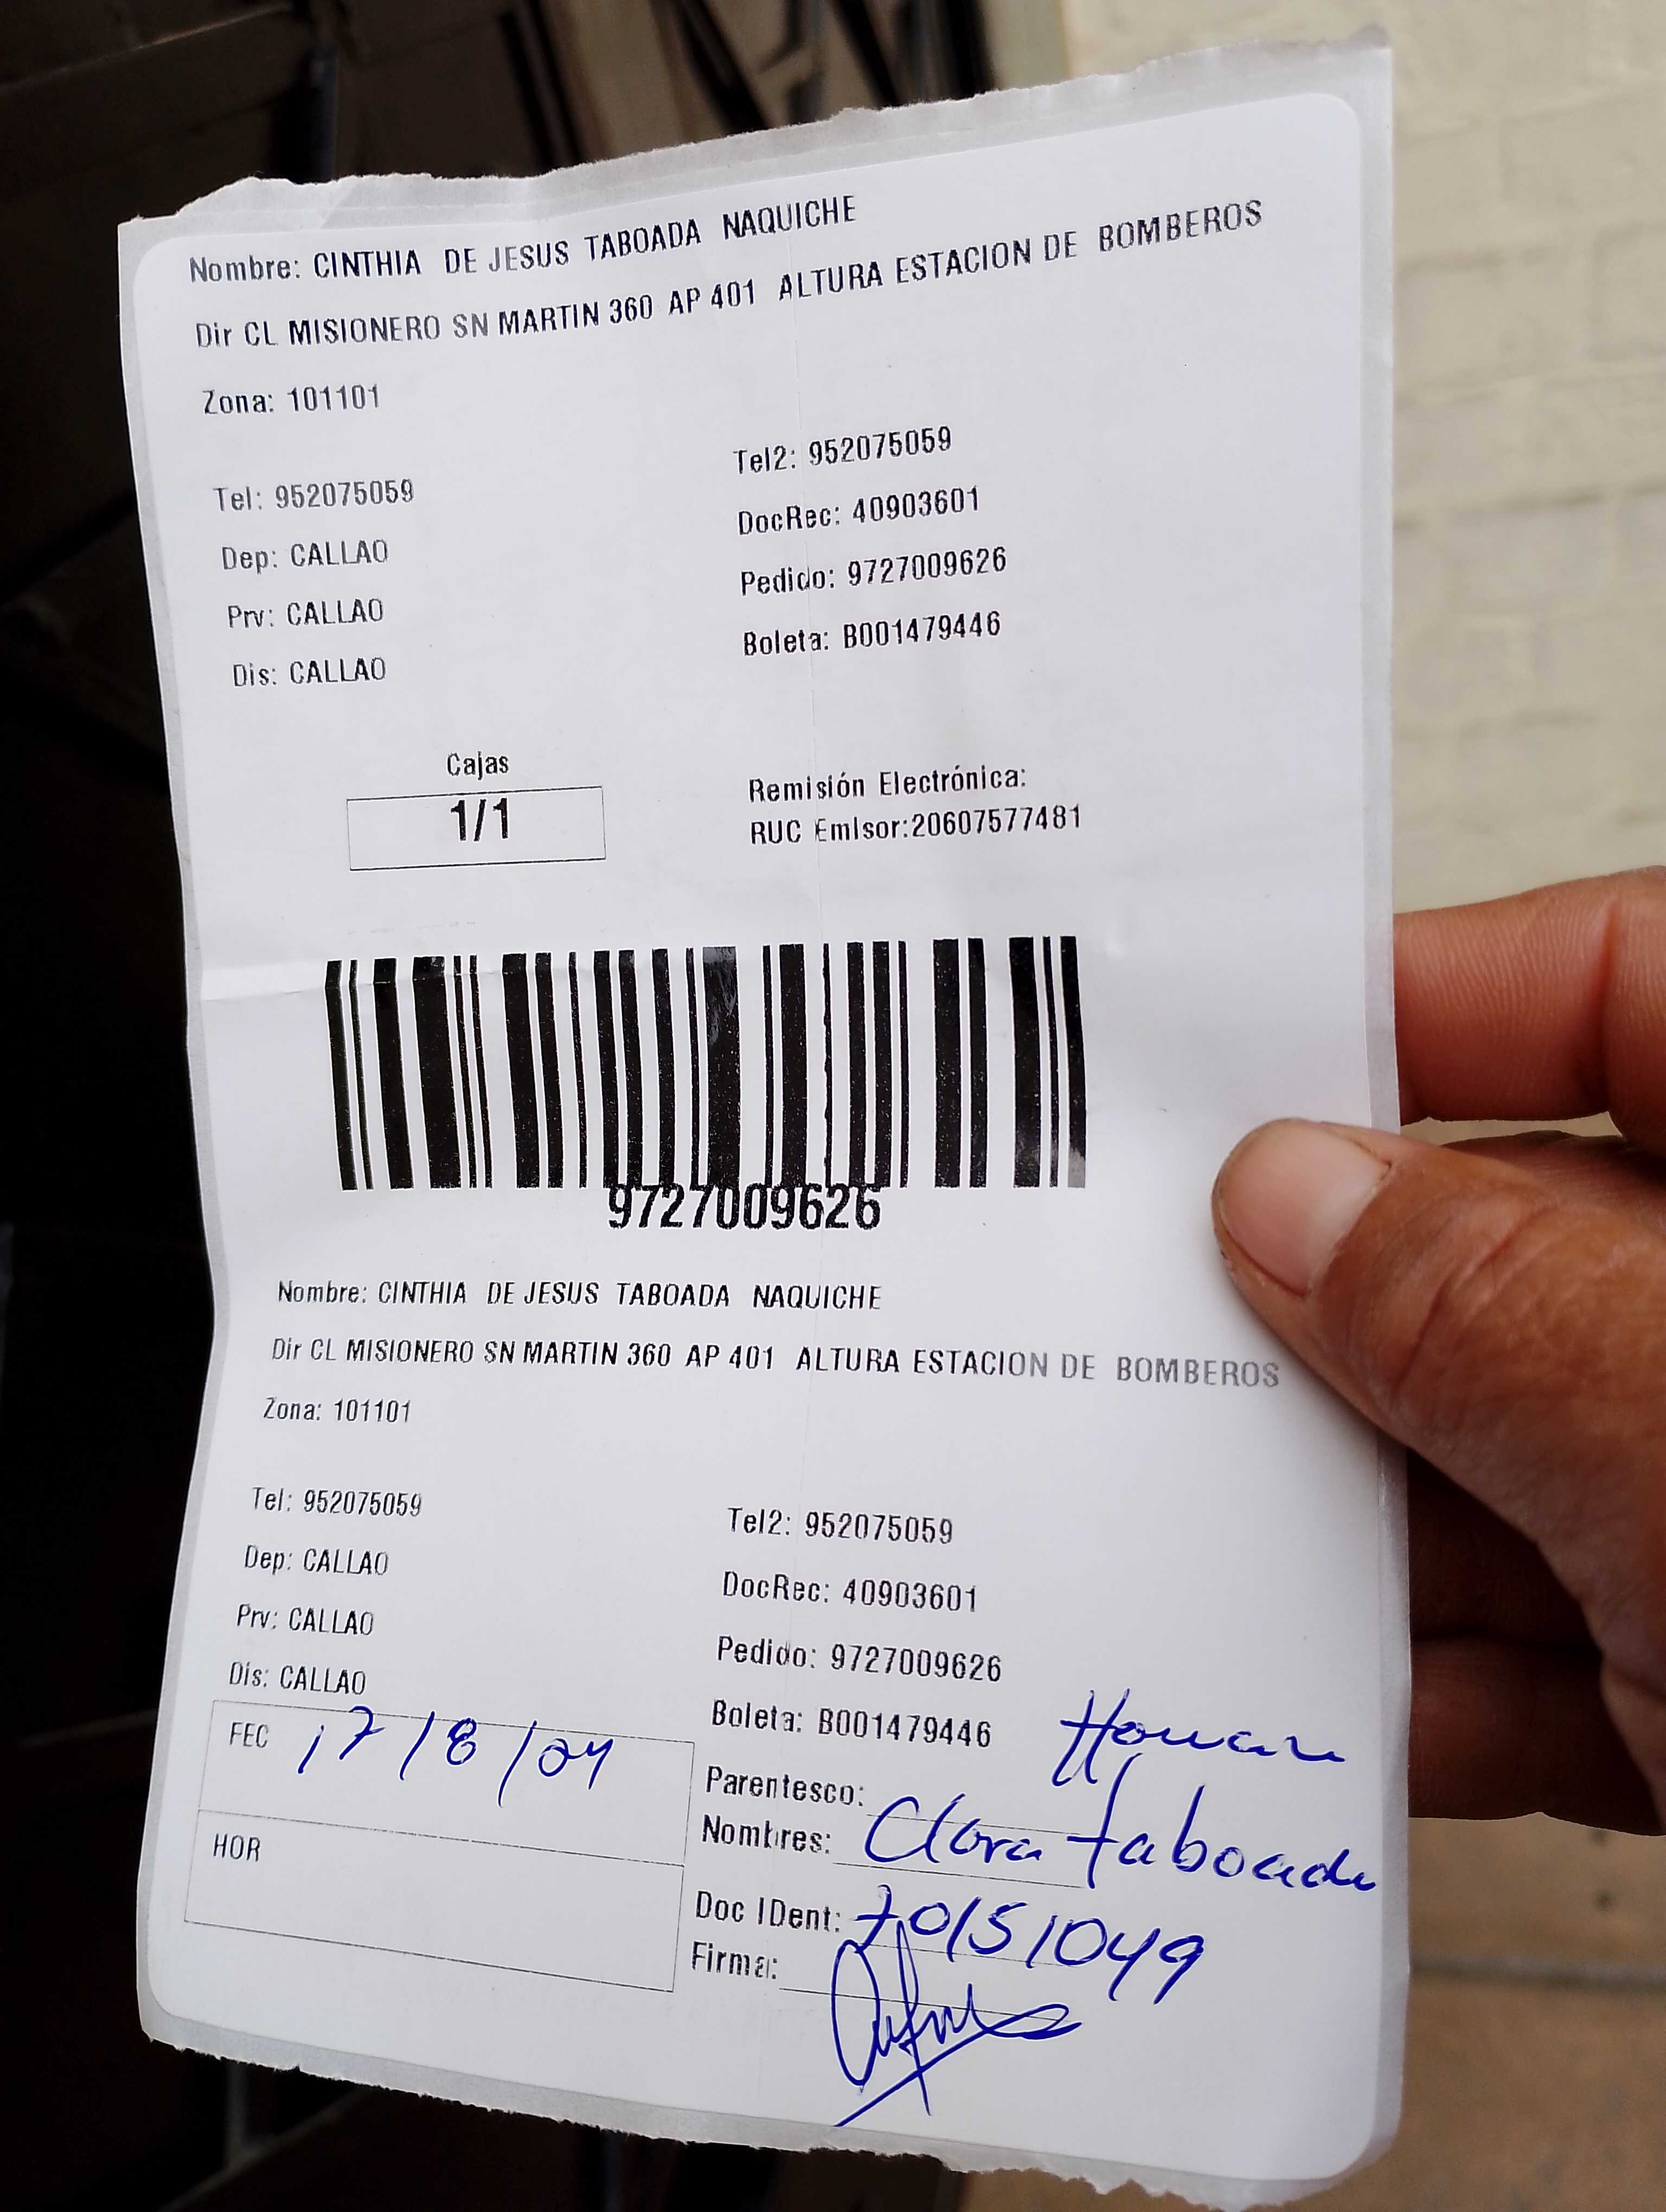 Nombre: CINTHIA DE JESUS TABOADA NAQUICHE
Dir CL MISIONERO SN MARTIN 360 AP 401 ALTURA ESTACION DE BOMBEROS
Zona: 101101
Tel: 952075059
Tel2: 952075059
Dep: CALLAO
DocRec: 40903601
Prv: CALLAO
Pedido: 9727009626
Dis: CALLAO
Boleta: B001479446
Cajas
1/1
Remisión Electrónica:
RUC Emisor:20607577481
9727009626
Nombre: CINTHIA DE JESUS TABOADA NAQUICHE
Dir CL MISIONERO SN MARTIN 360 AP 401 ALTURA ESTACION DE BOMBEROS
Zona: 101101
Tel: 952075059
Tel2: 952075059
Dep: CALLAO
DocRec: 40903601
Prv: CALLAO
Pedido: 9727009626
Dis: CALLAO
Boleta: B001479446
FEC 17/8/04
HOR
Parentesco:
Nombres: Clara Taboada
Doc IDent: 70151049
Firma: